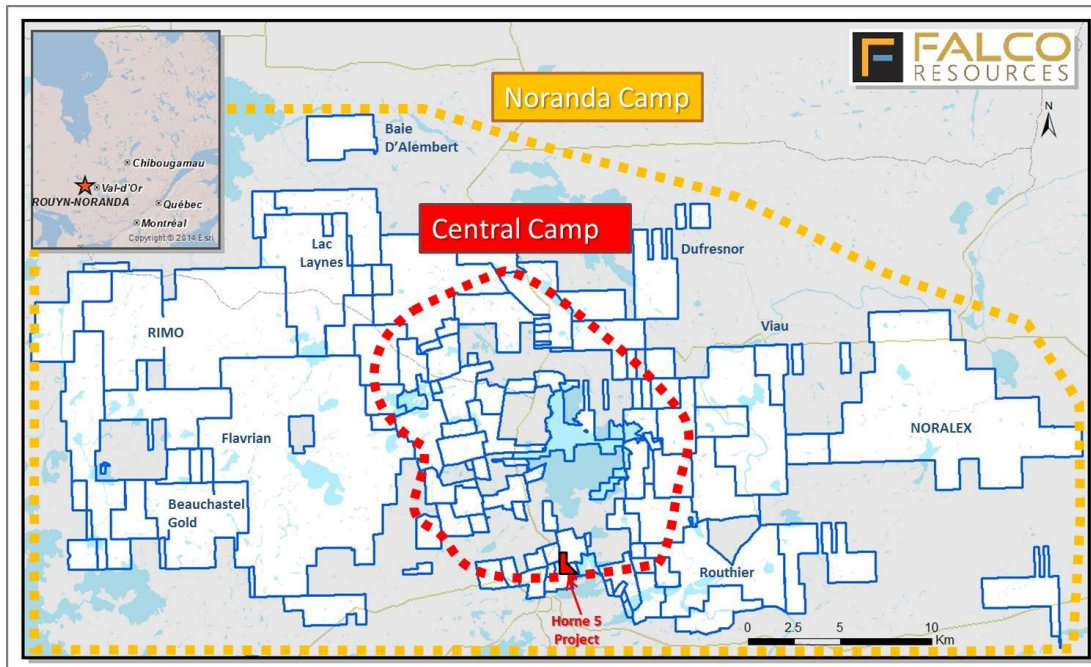 FALCO
RESOURCES
Noranda Camp
N
Baie
D'Alembert
Chibougamau
Val-d'Or
ROUYN-NORANDA
Québec
Montréal
Copyright © 2014 Esri
Central Camp
Lac
Laynes
Dufresnor
RIMO
Viau
Flavrian
NORALEX
Beauchastel
Gold
Routhier
Horne 5
Project
0 2.5 5 10
Km